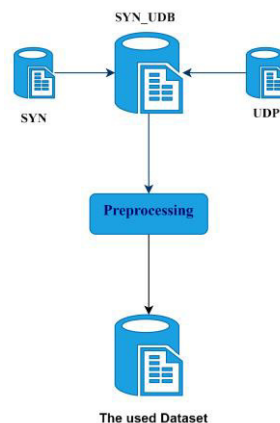 SYN_UDB
SYN
UDP
Preprocessing
The used Dataset